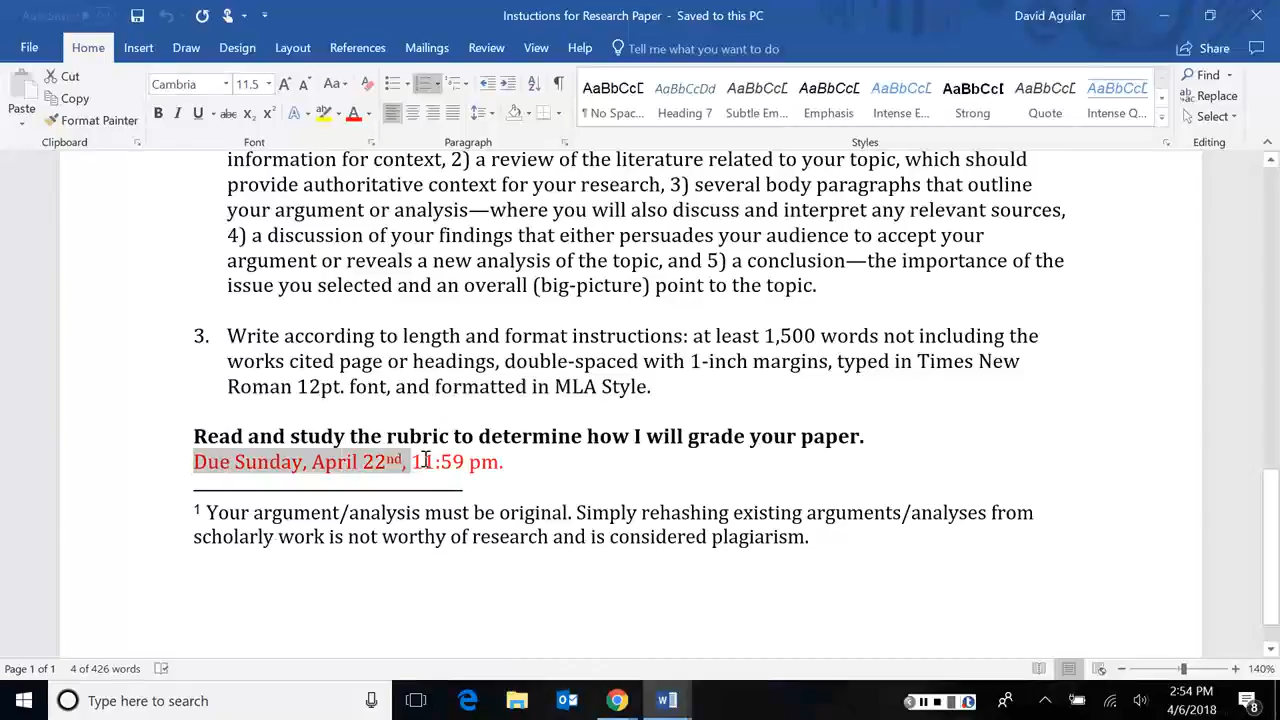 Instuctions for Research Paper - Saved to this PC
David Aguilar
File Home Insert Draw Design Layout References Mailings Review View Help Tell me what you want to do Share
Cut
Copy
Paste
Format Painter
Clipboard
Cambria 11.5
Font
Paragraph
AaBbCcD AaBbCcDd AaBbCcD AaBbCcD AaBbCcD AaBbCcD AaBbCcD AaBbCcD
¶ No Spac... Heading 7 Subtle Em... Emphasis Intense E... Strong Quote Intense Q...
Styles
Find
Replace
Select
Editing
information for context, 2) a review of the literature related to your topic, which should
provide authoritative context for your research, 3) several body paragraphs that outline
your argument or analysis—where you will also discuss and interpret any relevant sources,
4) a discussion of your findings that either persuades your audience to accept your
argument or reveals a new analysis of the topic, and 5) a conclusion—the importance of the
issue you selected and an overall (big-picture) point to the topic.
3. Write according to length and format instructions: at least 1,500 words not including the
works cited page or headings, double-spaced with 1-inch margins, typed in Times New
Roman 12pt. font, and formatted in MLA Style.
Read and study the rubric to determine how I will grade your paper.
Due Sunday, April 22nd, 11:59 pm.
1 Your argument/analysis must be original. Simply rehashing existing arguments/analyses from
scholarly work is not worthy of research and is considered plagiarism.
Page 1 of 1 4 of 426 words 140%
Type here to search
2:54 PM
4/6/2018
8